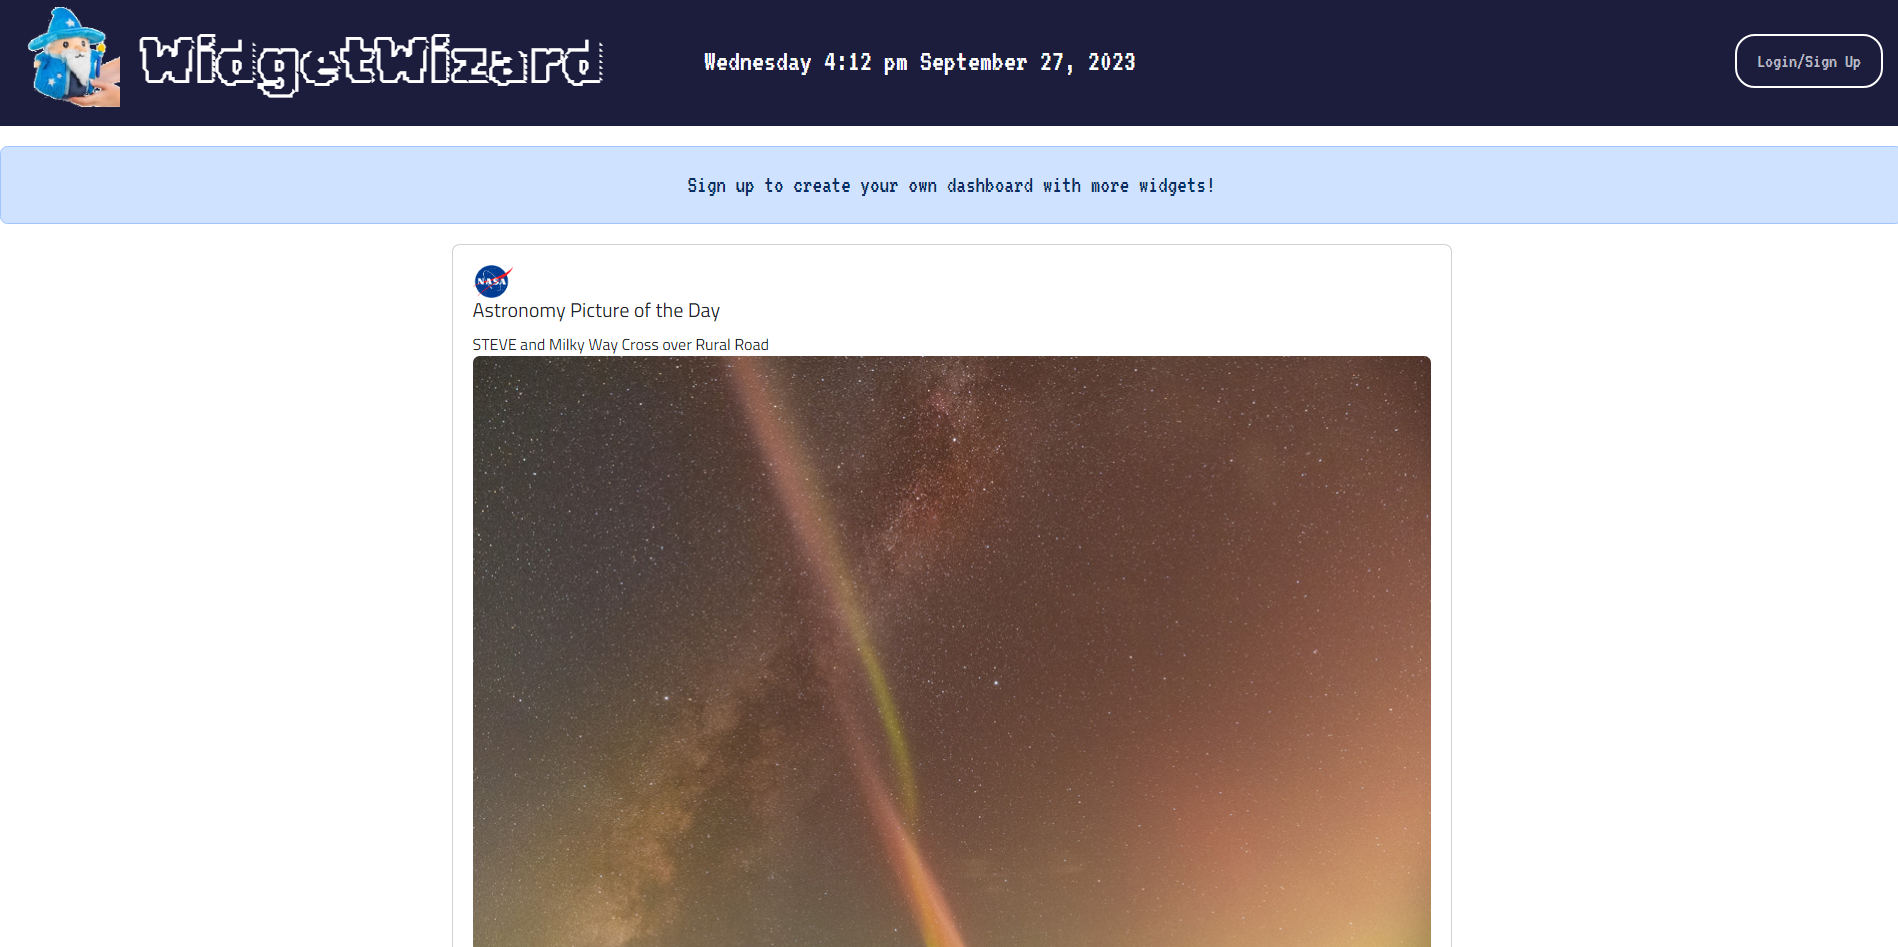 WidgetWizard
Wednesday 4:12 pm September 27, 2023
Login/Sign Up
Sign up to create your own dashboard with more widgets!
NASA
Astronomy Picture of the Day
STEVE and Milky Way Cross over Rural Road